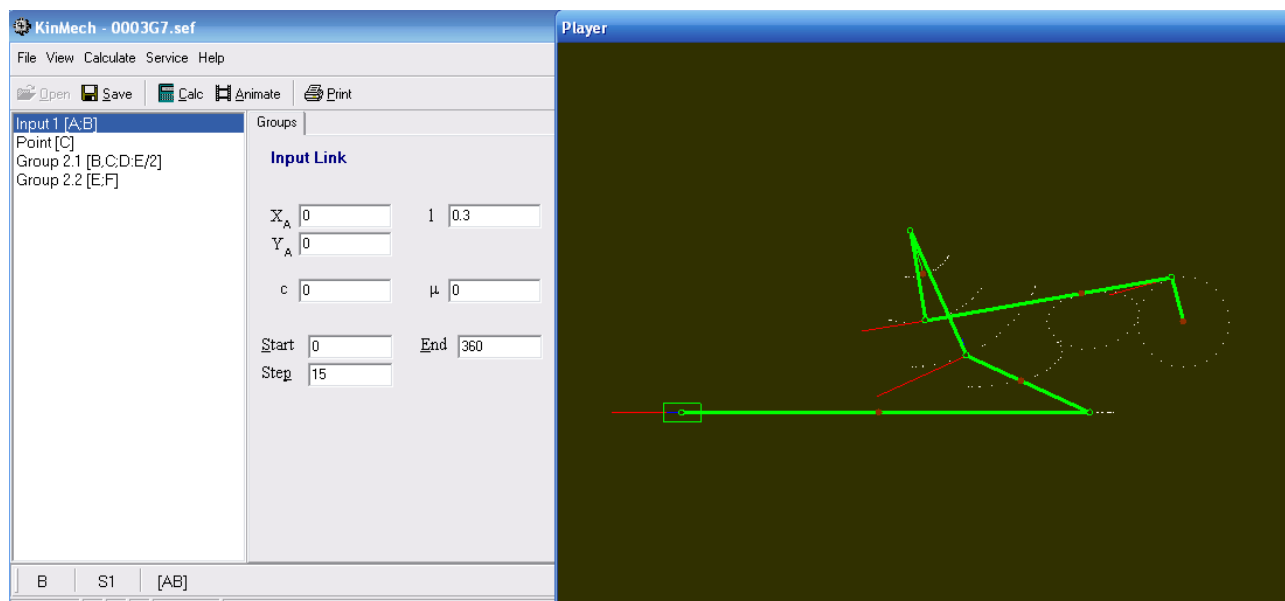 KinMech - 0003G7.sef
Player
File View Calculate Service Help
Open Save Calc Animate Print
Input 1 [A;B]
Point [C]
Group 2.1 [B,C;D:E/2]
Group 2.2 [E;F]
Groups
Input Link
XA 0 l 0.3
YA 0
c 0 μ 0
Start 0 End 360
Step 15
B S1 [AB]